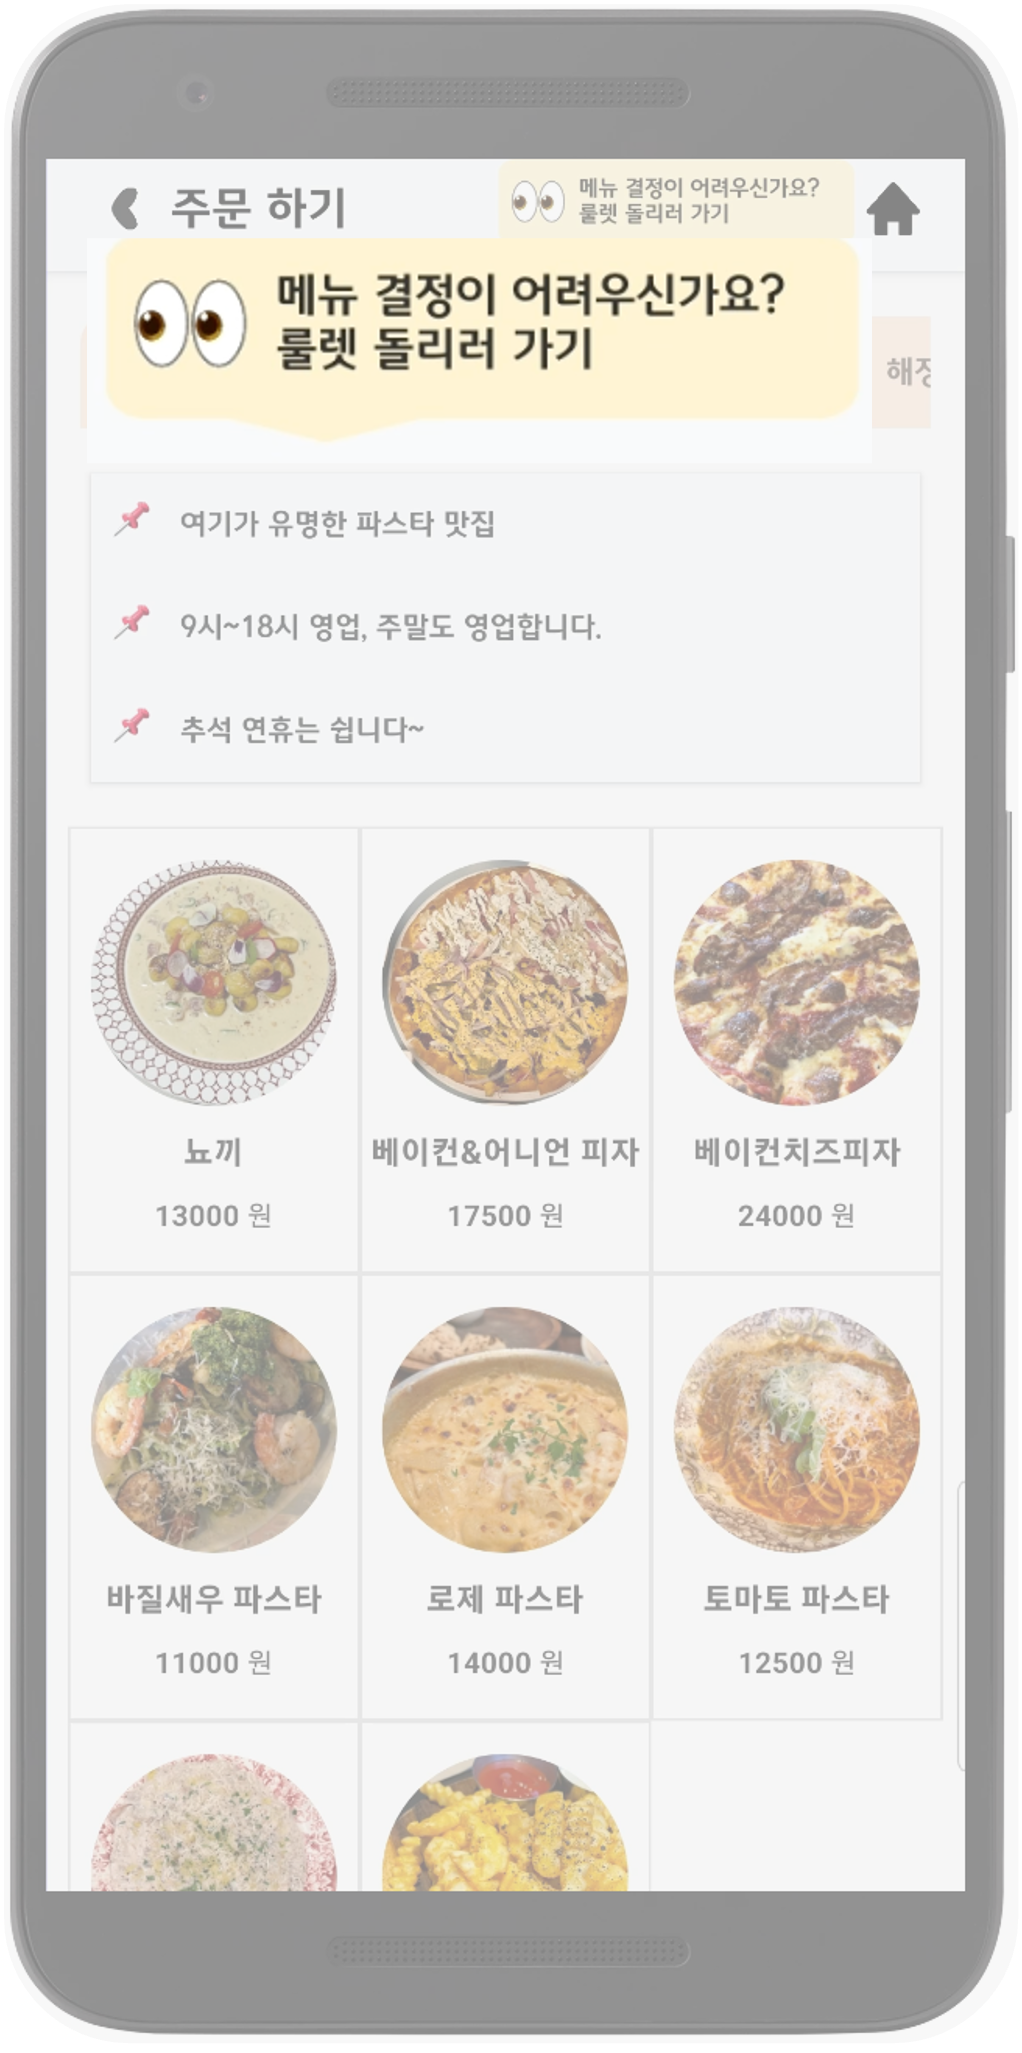 주문 하기
메뉴 결정이 어려우신가요?
룰렛 돌리러 가기
메뉴 결정이 어려우신가요?
룰렛 돌리러 가기
여기가 유명한 파스타 맛집
9시~18시 영업, 주말도 영업합니다.
추석 연휴는 쉽니다~
뇨끼
베이컨&어니언 피자
베이컨치즈피자
13000 원
17500 원
24000 원
바질새우 파스타
로제 파스타
토마토 파스타
11000 원
14000 원
12500 원